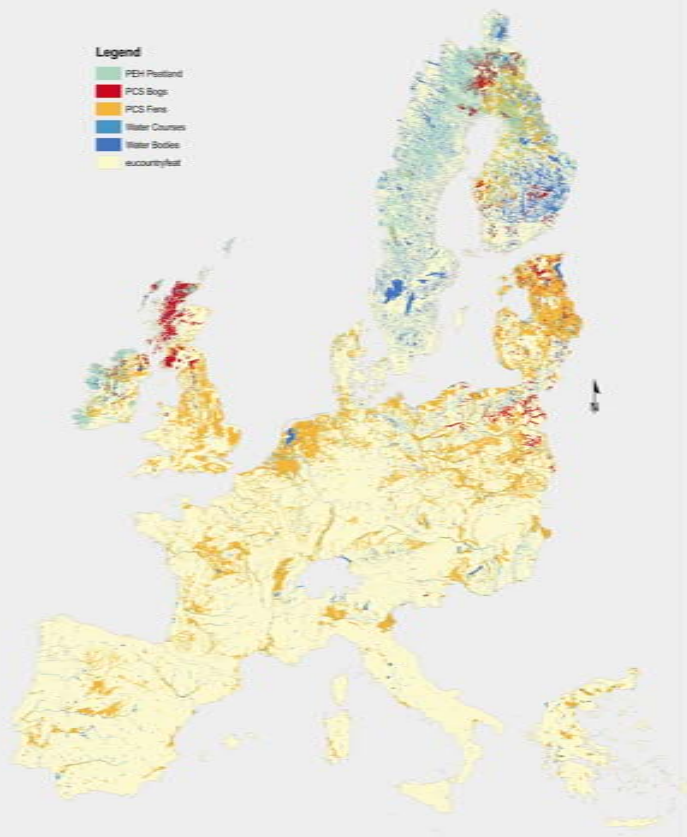 Legend
PEH Peatland
PCS Bogs
PCS Fens
Water Courses
Water Bodies
eucountryfeat
N